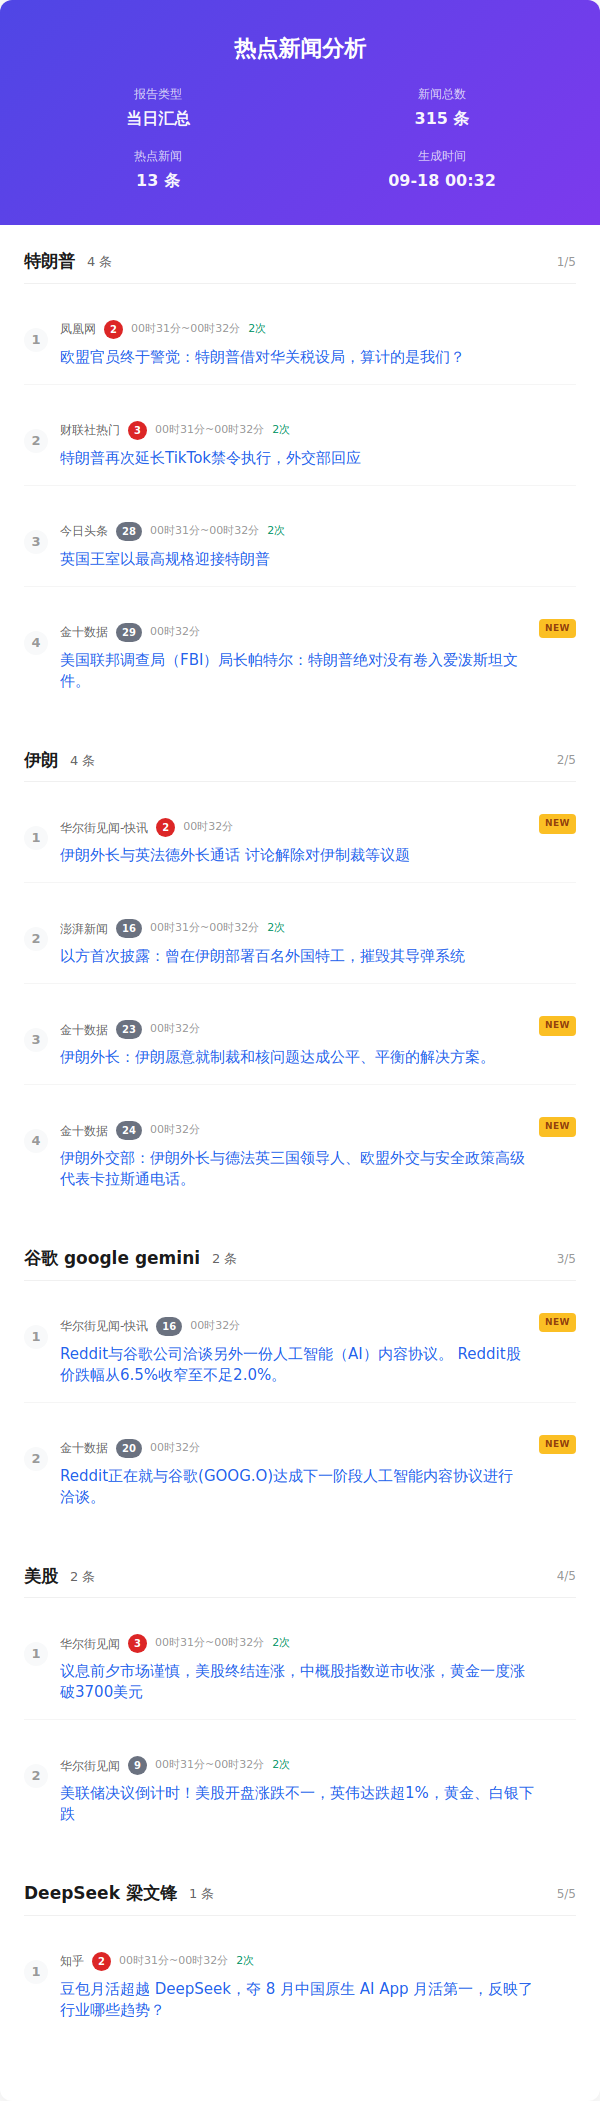 热点新闻分析
报告类型 新闻总数
当日汇总 315 条
热点新闻 生成时间
13 条 09-18 00:32
特朗普 4 条 1/5
1 凤凰网 2 00时31分~00时32分 2次
欧盟官员终于警觉：特朗普借对华关税设局，算计的是我们？
2 财联社热门 3 00时31分~00时32分 2次
特朗普再次延长TikTok禁令执行，外交部回应
3 今日头条 28 00时31分~00时32分 2次
英国王室以最高规格迎接特朗普
4 金十数据 29 00时32分 NEW
美国联邦调查局（FBI）局长帕特尔：特朗普绝对没有卷入爱泼斯坦文
件。
伊朗 4 条 2/5
1 华尔街见闻-快讯 2 00时32分 NEW
伊朗外长与英法德外长通话 讨论解除对伊制裁等议题
2 澎湃新闻 16 00时31分~00时32分 2次
以方首次披露：曾在伊朗部署百名外国特工，摧毁其导弹系统
3 金十数据 23 00时32分 NEW
伊朗外长：伊朗愿意就制裁和核问题达成公平、平衡的解决方案。
4 金十数据 24 00时32分 NEW
伊朗外交部：伊朗外长与德法英三国领导人、欧盟外交与安全政策高级
代表卡拉斯通电话。
谷歌 google gemini 2 条 3/5
1 华尔街见闻-快讯 16 00时32分 NEW
Reddit与谷歌公司洽谈另外一份人工智能（AI）内容协议。 Reddit股
价跌幅从6.5%收窄至不足2.0%。
2 金十数据 20 00时32分 NEW
Reddit正在就与谷歌(GOOG.O)达成下一阶段人工智能内容协议进行
洽谈。
美股 2 条 4/5
1 华尔街见闻 3 00时31分~00时32分 2次
议息前夕市场谨慎，美股终结连涨，中概股指数逆市收涨，黄金一度涨
破3700美元
2 华尔街见闻 9 00时31分~00时32分 2次
美联储决议倒计时！美股开盘涨跌不一，英伟达跌超1%，黄金、白银下
跌
DeepSeek 梁文锋 1 条 5/5
1 知乎 2 00时31分~00时32分 2次
豆包月活超越 DeepSeek，夺 8 月中国原生 AI App 月活第一，反映了
行业哪些趋势？